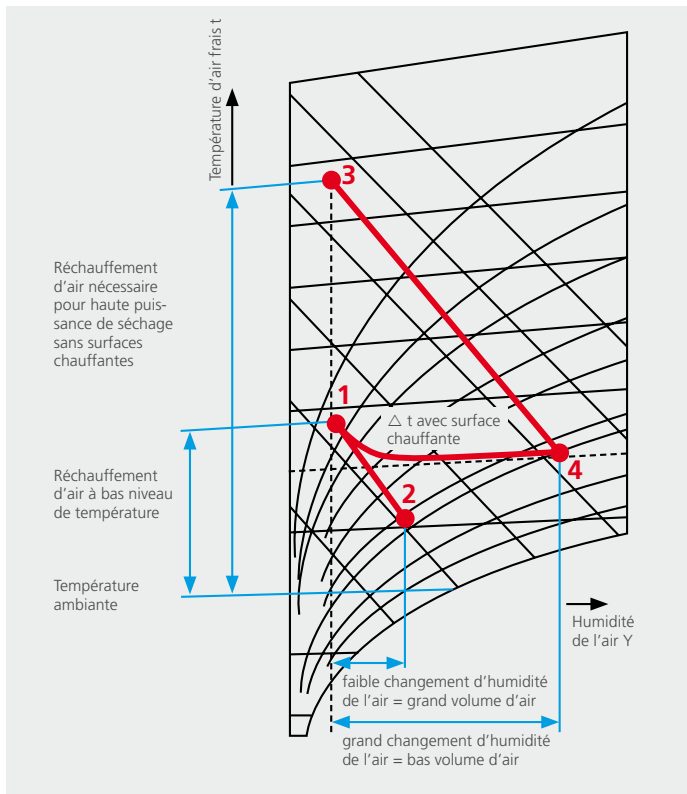 Température d'air frais t
3
Réchauffement
d'air nécessaire
pour haute puis-
sance de séchage
sans surfaces
chauffantes
1
△ t avec surface
chauffante
4
Réchauffement
d'air à bas niveau
de température
2
Température
ambiante
Humidité
de l'air Y
faible changement d'humidité
de l'air = grand volume d'air
grand changement d'humidité
de l'air = bas volume d'air